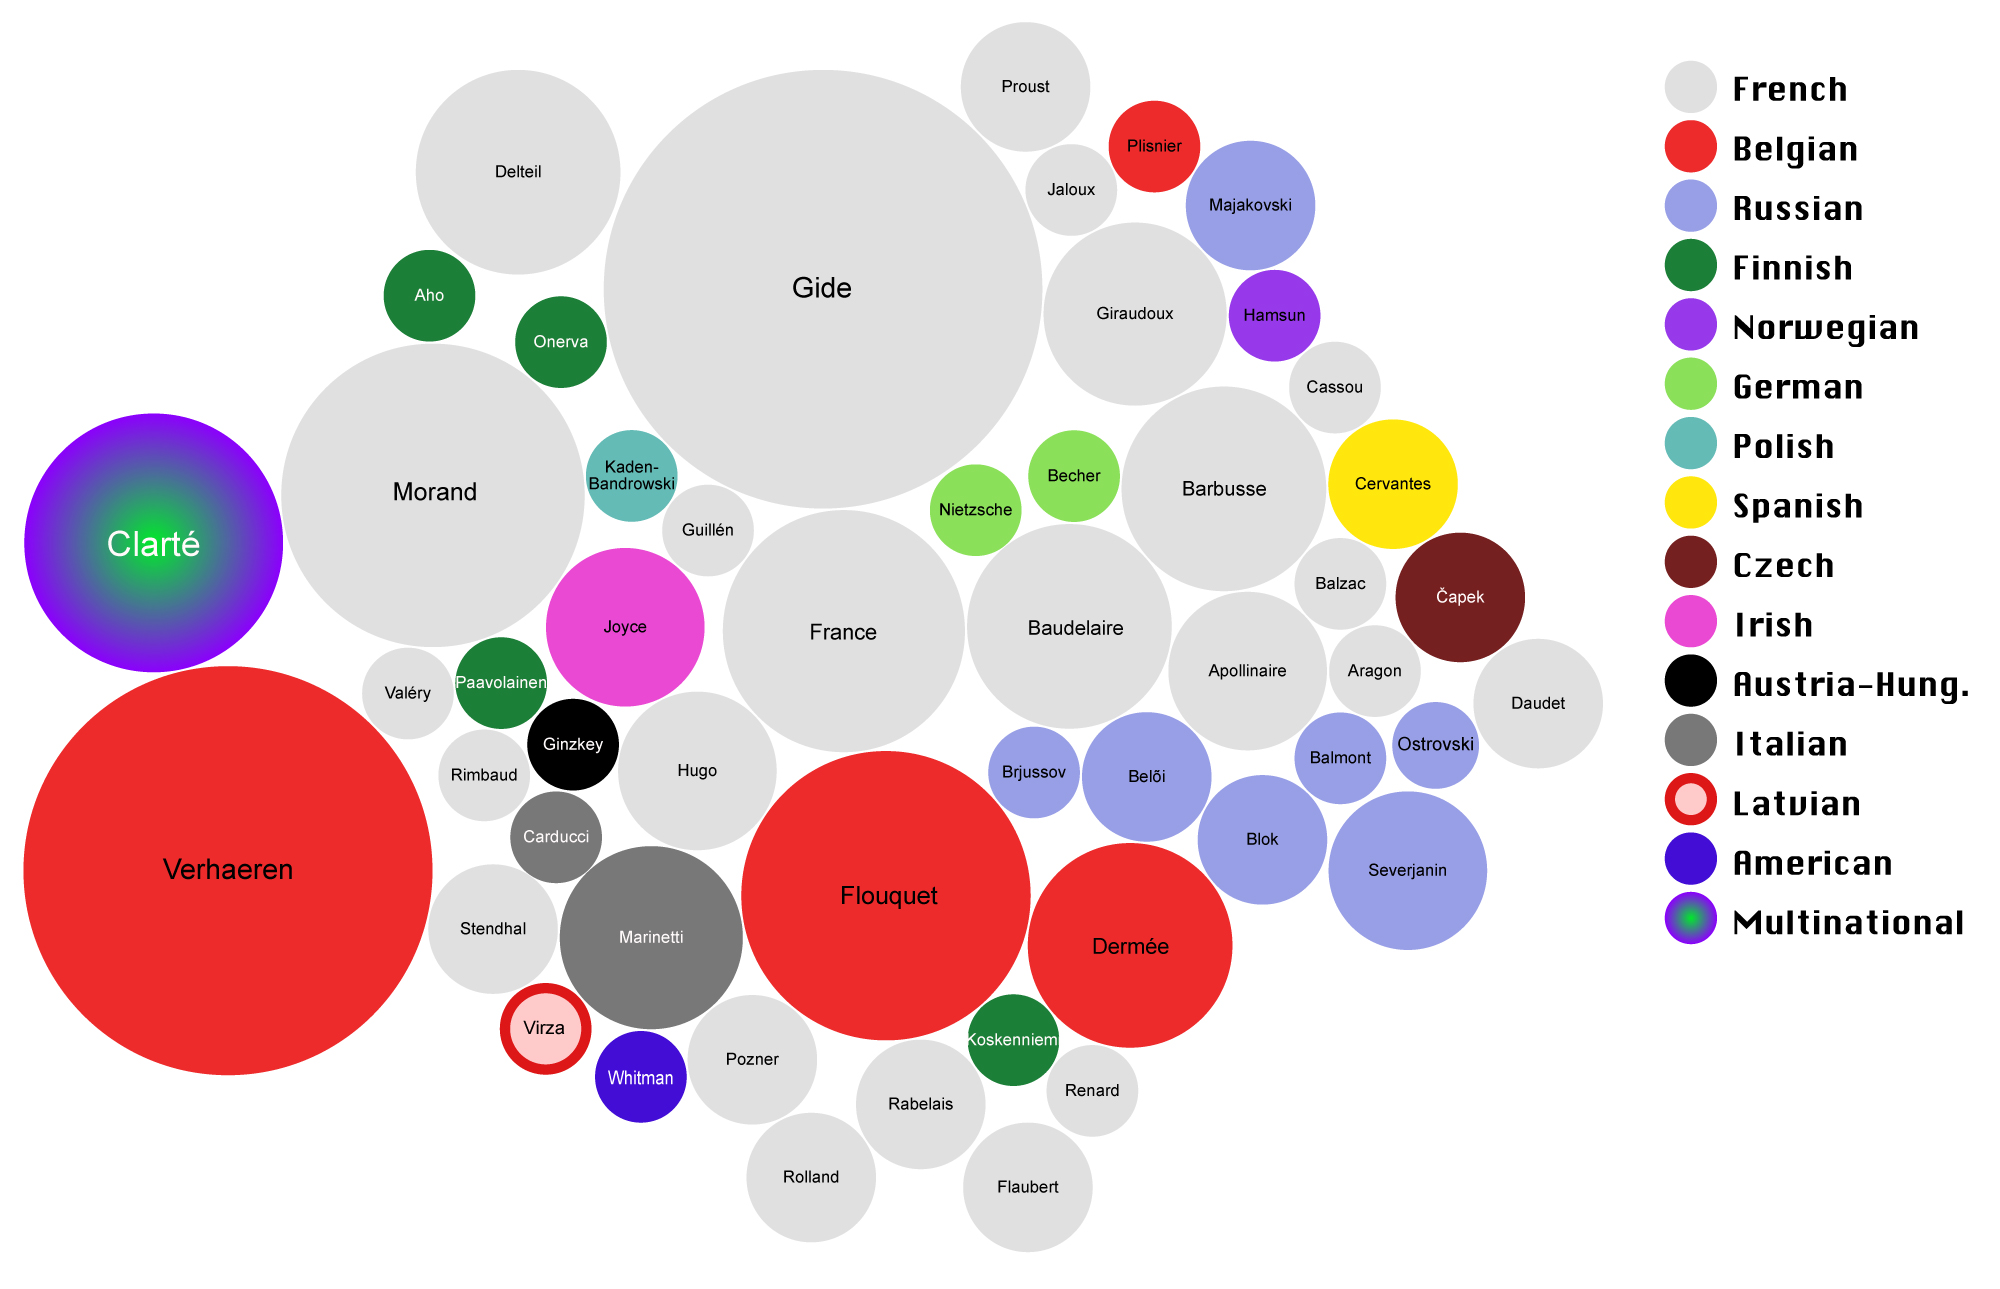 Proust
Plisnier
Delteil
Jaloux
Majakovski
Gide
Aho
Giraudoux
Hamsun
Onerva
Cassou
Kaden-
Bandrowski
Becher
Barbusse
Cervantes
Morand
Nietzsche
Guillén
Clarté
Balzac
Čapek
Joyce
France
Baudelaire
Apollinaire
Aragon
Paavolainen
Valéry
Daudet
Ginzkey
Ostrovski
Balmont
Hugo
Brjussov
Belõi
Rimbaud
Carducci
Blok
Verhaeren
Severjanin
Flouquet
Stendhal
Marinetti
Dermée
Virza
Koskenniem
Pozner
Whitman
Renard
Rabelais
Rolland
Flaubert
French
Belgian
Russian
Finnish
Norwegian
German
Polish
Spanish
Czech
Irish
Austria-Hung.
Italian
Latvian
American
Multinational